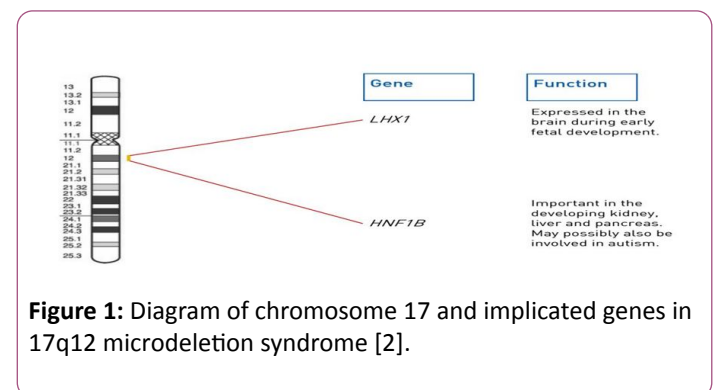 13
13.2
13.1
12
11.2
11.1
11.1
11.2
12
21.1
21.2
21.31
21.32
21.33
22
23.1
23.2
24.1
24.2
24.3
25.1
25.2
25.3
Gene
Function
LHX1
Expressed in the
brain during early
fetal development.
HNF1B
Important in the
developing kidney,
liver and pancreas.
May possibly also be
involved in autism.
Figure 1: Diagram of chromosome 17 and implicated genes in
17q12 microdeletion syndrome [2].